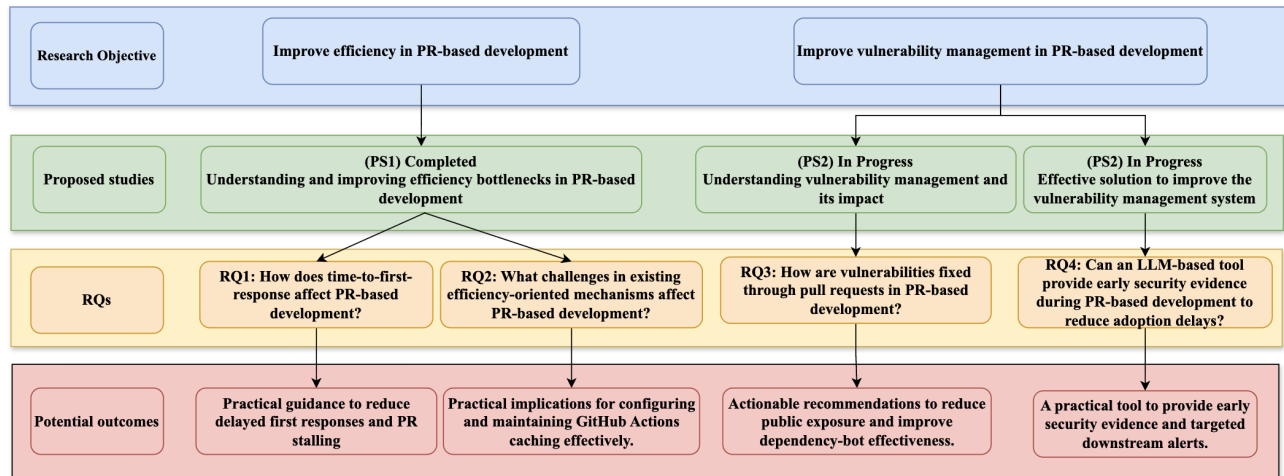 Research Objective
Improve efficiency in PR-based development
Improve vulnerability management in PR-based development
Proposed studies
(PS1) Completed
Understanding and improving efficiency bottlenecks in PR-based
development
(PS2) In Progress
Understanding vulnerability management and
its impact
(PS2) In Progress
Effective solution to improve the
vulnerability management system
RQs
RQ1: How does time-to-first-
response affect PR-based
development?
RQ2: What challenges in existing
efficiency-oriented mechanisms affect
PR-based development?
RQ3: How are vulnerabilities fixed
through pull requests in PR-based
development?
RQ4: Can an LLM-based tool
provide early security evidence
during PR-based development to
reduce adoption delays?
Potential outcomes
Practical guidance to reduce
delayed first responses and PR
stalling
Practical implications for configuring
and maintaining GitHub Actions
caching effectively.
Actionable recommendations to reduce
public exposure and improve
dependency-bot effectiveness.
A practical tool to provide early
security evidence and targeted
downstream alerts.